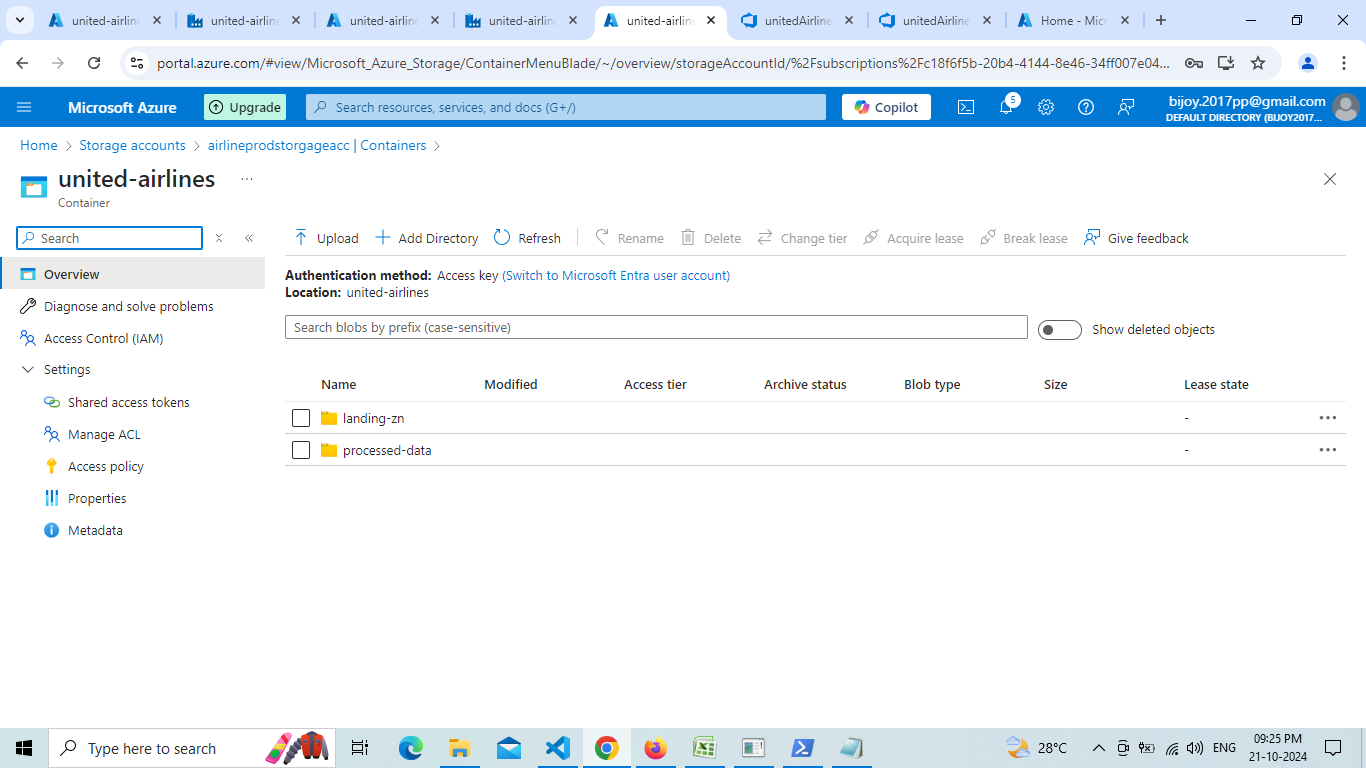 united-airline
united-airline
united-airline
united-airline
united-airline
unitedAirline
unitedAirline
Home - Micr
portal.azure.com/#view/Microsoft_Azure_Storage/ContainerMenuBlade/~/overview/storageAccountId/%2Fsubscriptions%2Fc18f6f5b-20b4-4144-8e46-34ff007e04...
Microsoft Azure
Upgrade
Search resources, services, and docs (G+/)
Copilot
5
bijoy.2017pp@gmail.com
DEFAULT DIRECTORY (BIJOY2017...
Home > Storage accounts > airlineprodstorgageacc | Containers >
united-airlines ...
Container
Search
Upload Add Directory Refresh Rename Delete Change tier Acquire lease Break lease Give feedback
Overview
Diagnose and solve problems
Access Control (IAM)
Settings
Shared access tokens
Manage ACL
Access policy
Properties
Metadata
Authentication method: Access key (Switch to Microsoft Entra user account)
Location: united-airlines
Search blobs by prefix (case-sensitive)
Show deleted objects
Name Modified Access tier Archive status Blob type Size Lease state
landing-zn -
processed-data -
Type here to search
28°C
ENG
09:25 PM
21-10-2024